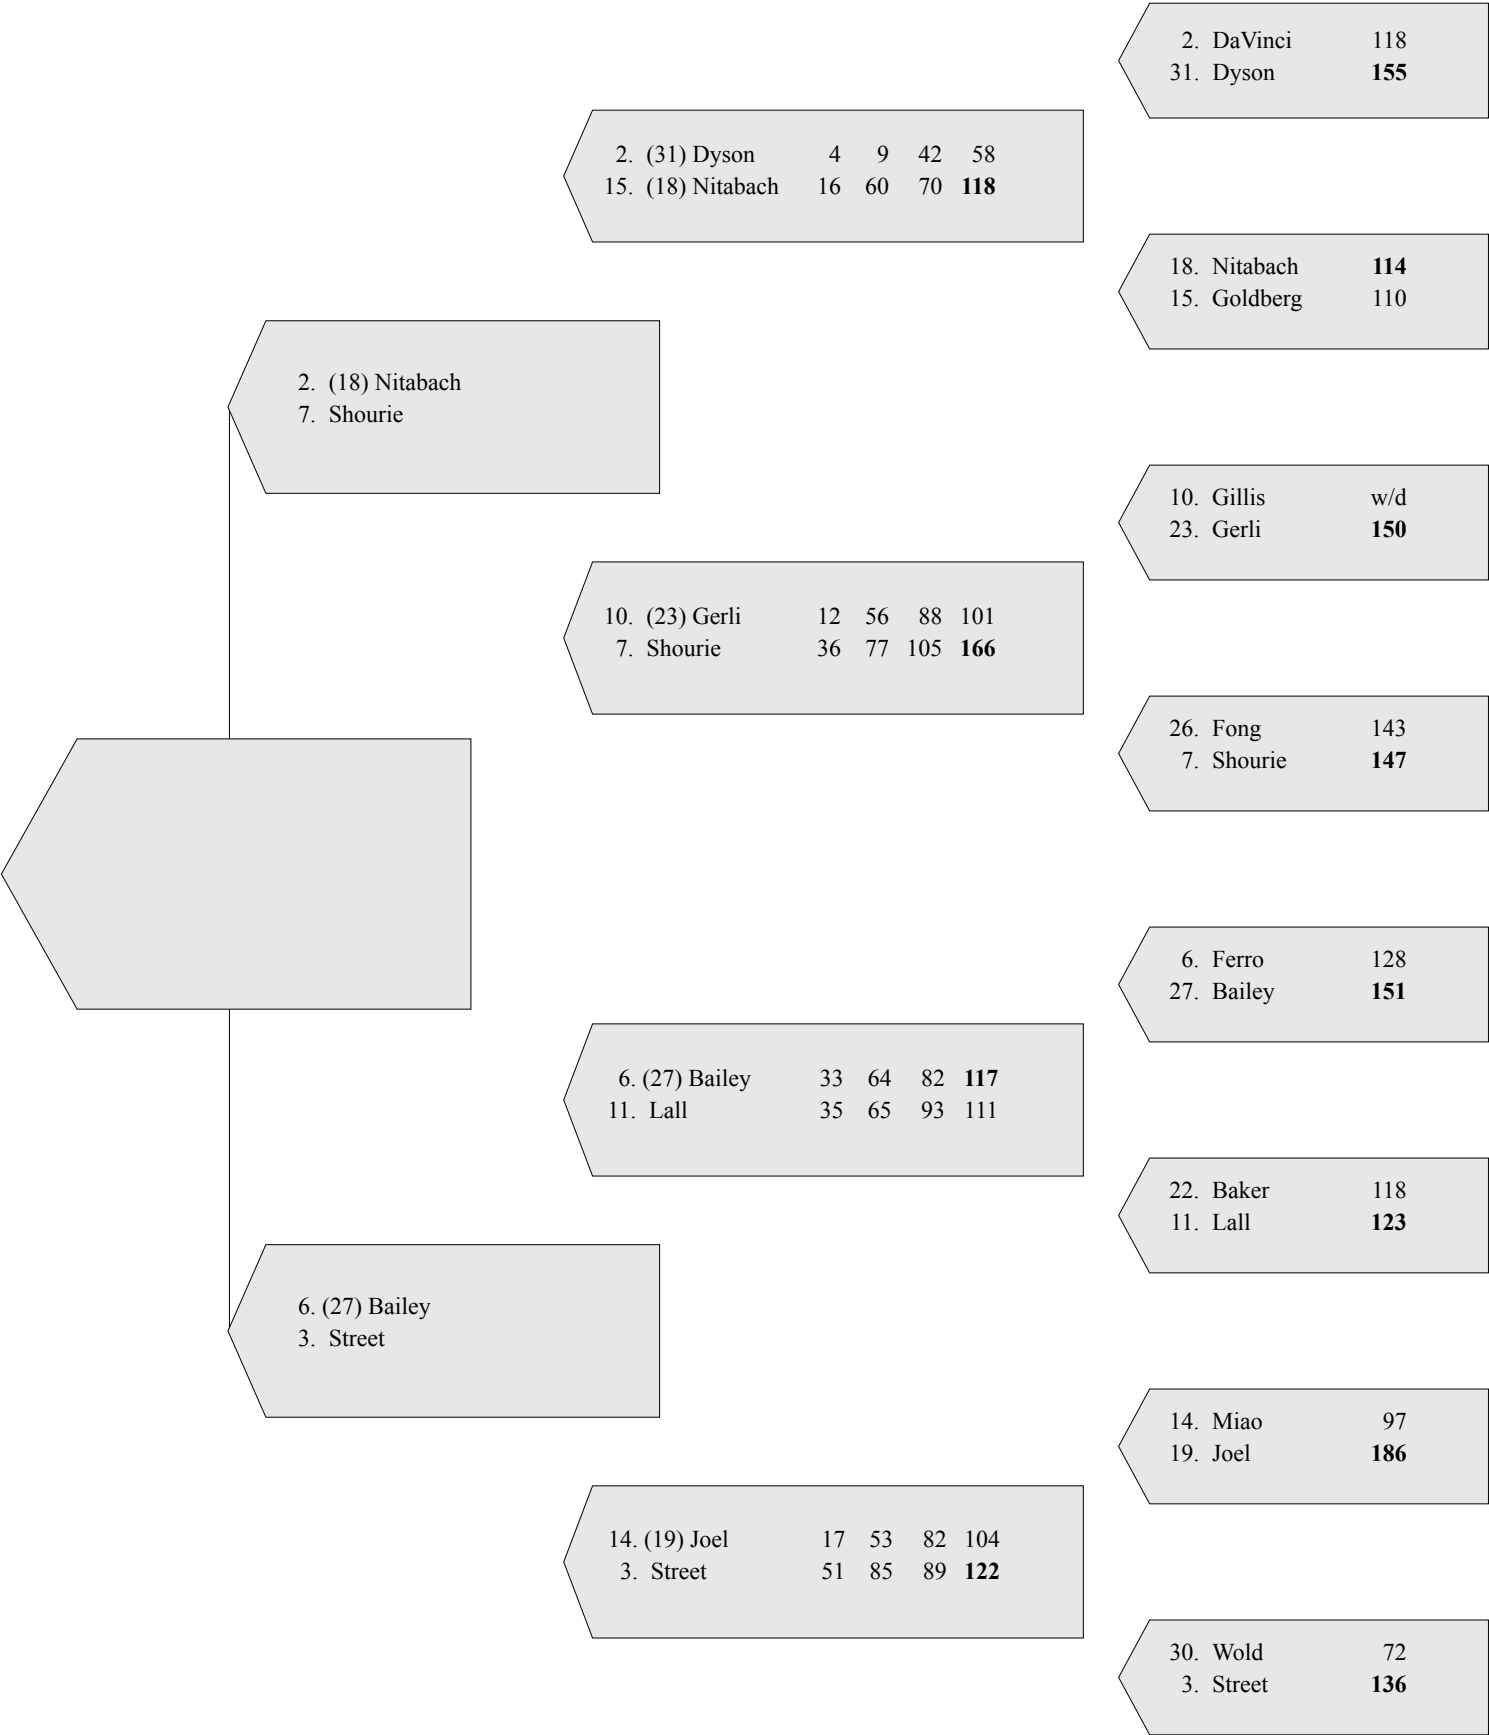 2. DaVinci 118
31. Dyson 155
2. (31) Dyson 4 9 42 58
15. (18) Nitabach 16 60 70 118
18. Nitabach 114
15. Goldberg 110
2. (18) Nitabach
7. Shourie
10. Gillis w/d
23. Gerli 150
10. (23) Gerli 12 56 88 101
7. Shourie 36 77 105 166
26. Fong 143
7. Shourie 147
6. Ferro 128
27. Bailey 151
6. (27) Bailey 33 64 82 117
11. Lall 35 65 93 111
22. Baker 118
11. Lall 123
6. (27) Bailey
3. Street
14. Miao 97
19. Joel 186
14. (19) Joel 17 53 82 104
3. Street 51 85 89 122
30. Wold 72
3. Street 136